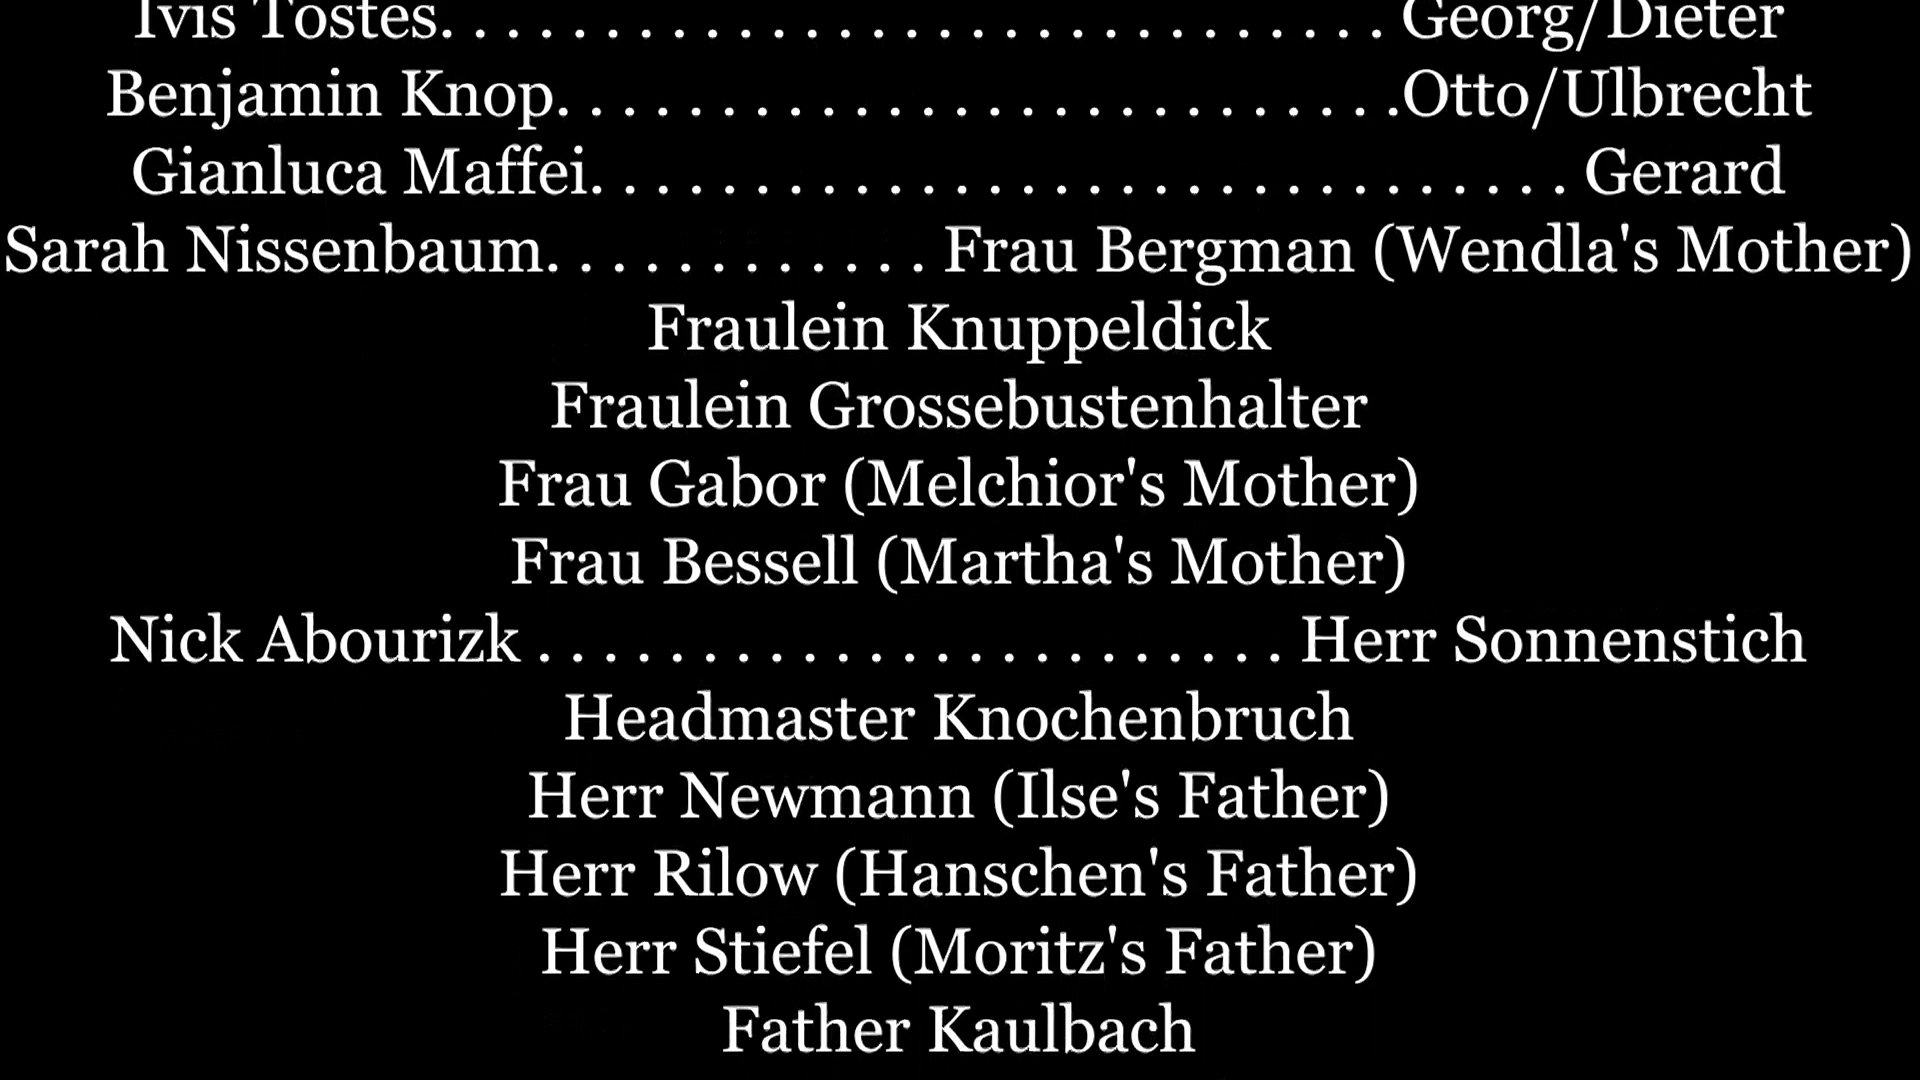 Ivis Tostes. . . . . . . . . . . . . . . . . . . . . . . . . . . . . Georg/Dieter
Benjamin Knop. . . . . . . . . . . . . . . . . . . . . . . . . .Otto/Ulbrecht
Gianluca Maffei. . . . . . . . . . . . . . . . . . . . . . . . . . . . . . Gerard
Sarah Nissenbaum. . . . . . . . . . . . Frau Bergman (Wendla's Mother)
Fraulein Knuppeldick
Fraulein Grossebustenhalter
Frau Gabor (Melchior's Mother)
Frau Bessell (Martha's Mother)
Nick Abourizk . . . . . . . . . . . . . . . . . . . . . . . Herr Sonnenstich
Headmaster Knochenbruch
Herr Newmann (Ilse's Father)
Herr Rilow (Hanschen's Father)
Herr Stiefel (Moritz's Father)
Father Kaulbach